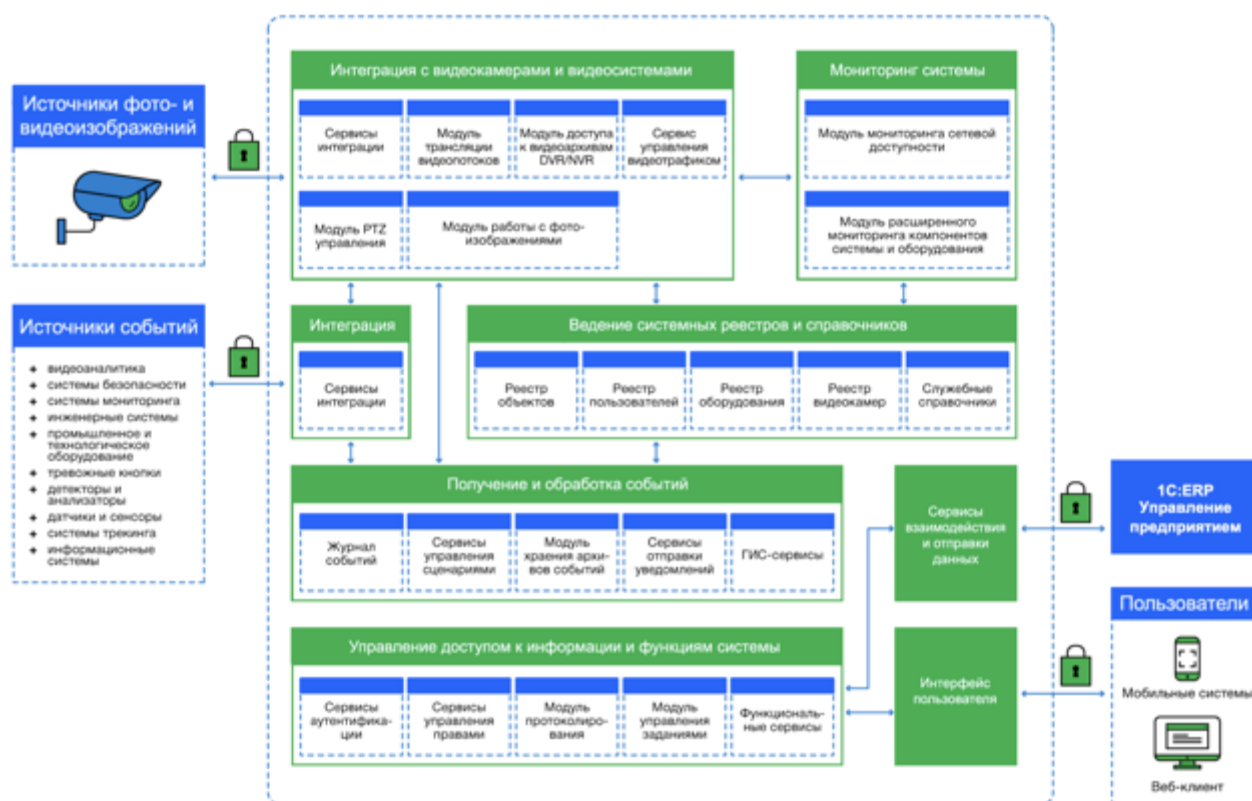 Источники фото- и
видеоизображений
Интеграция с видеокамерами и видеосистемами
Сервисы
интеграции
Модуль
трансляции
видеопотоков
Модуль доступа
к видеоархивам
DVR/NVR
Сервис
управления
видеотрафиком
Модуль PTZ
управления
Модуль работы с фото-
изображениями
Мониторинг системы
Модуль мониторинга сетевой
доступности
Модуль расширенного
мониторинга компонентов
системы и оборудования
Источники событий
видеоаналитика
системы безопасности
системы мониторинга
инженерные системы
промышленное и
технологическое
оборудование
тревожные кнопки
детекторы и
анализаторы
датчики и сенсоры
системы трекинга
информационные
системы
Интеграция
Сервисы
интеграции
Ведение системных реестров и справочников
Реестр
объектов
Реестр
пользователей
Реестр
оборудования
Реестр
видеокамер
Служебные
справочники
Получение и обработка событий
Журнал
событий
Сервисы
управления
сценариями
Модуль
храения архи-
вов событий
Сервисы
отправки
уведомлений
ГИС-сервисы
Сервисы
взаимодействия
и отправки
данных
1С:ERP
Управление
предприятием
Управление доступом к информации и функциям системы
Сервисы
аутентифика-
ции
Сервисы
управления
правами
Модуль
протоколиро-
вания
Модуль
управления
заданиями
Функциональ-
ные сервисы
Интерфейс
пользователя
Пользователи
Мобильные системы
Веб-клиент